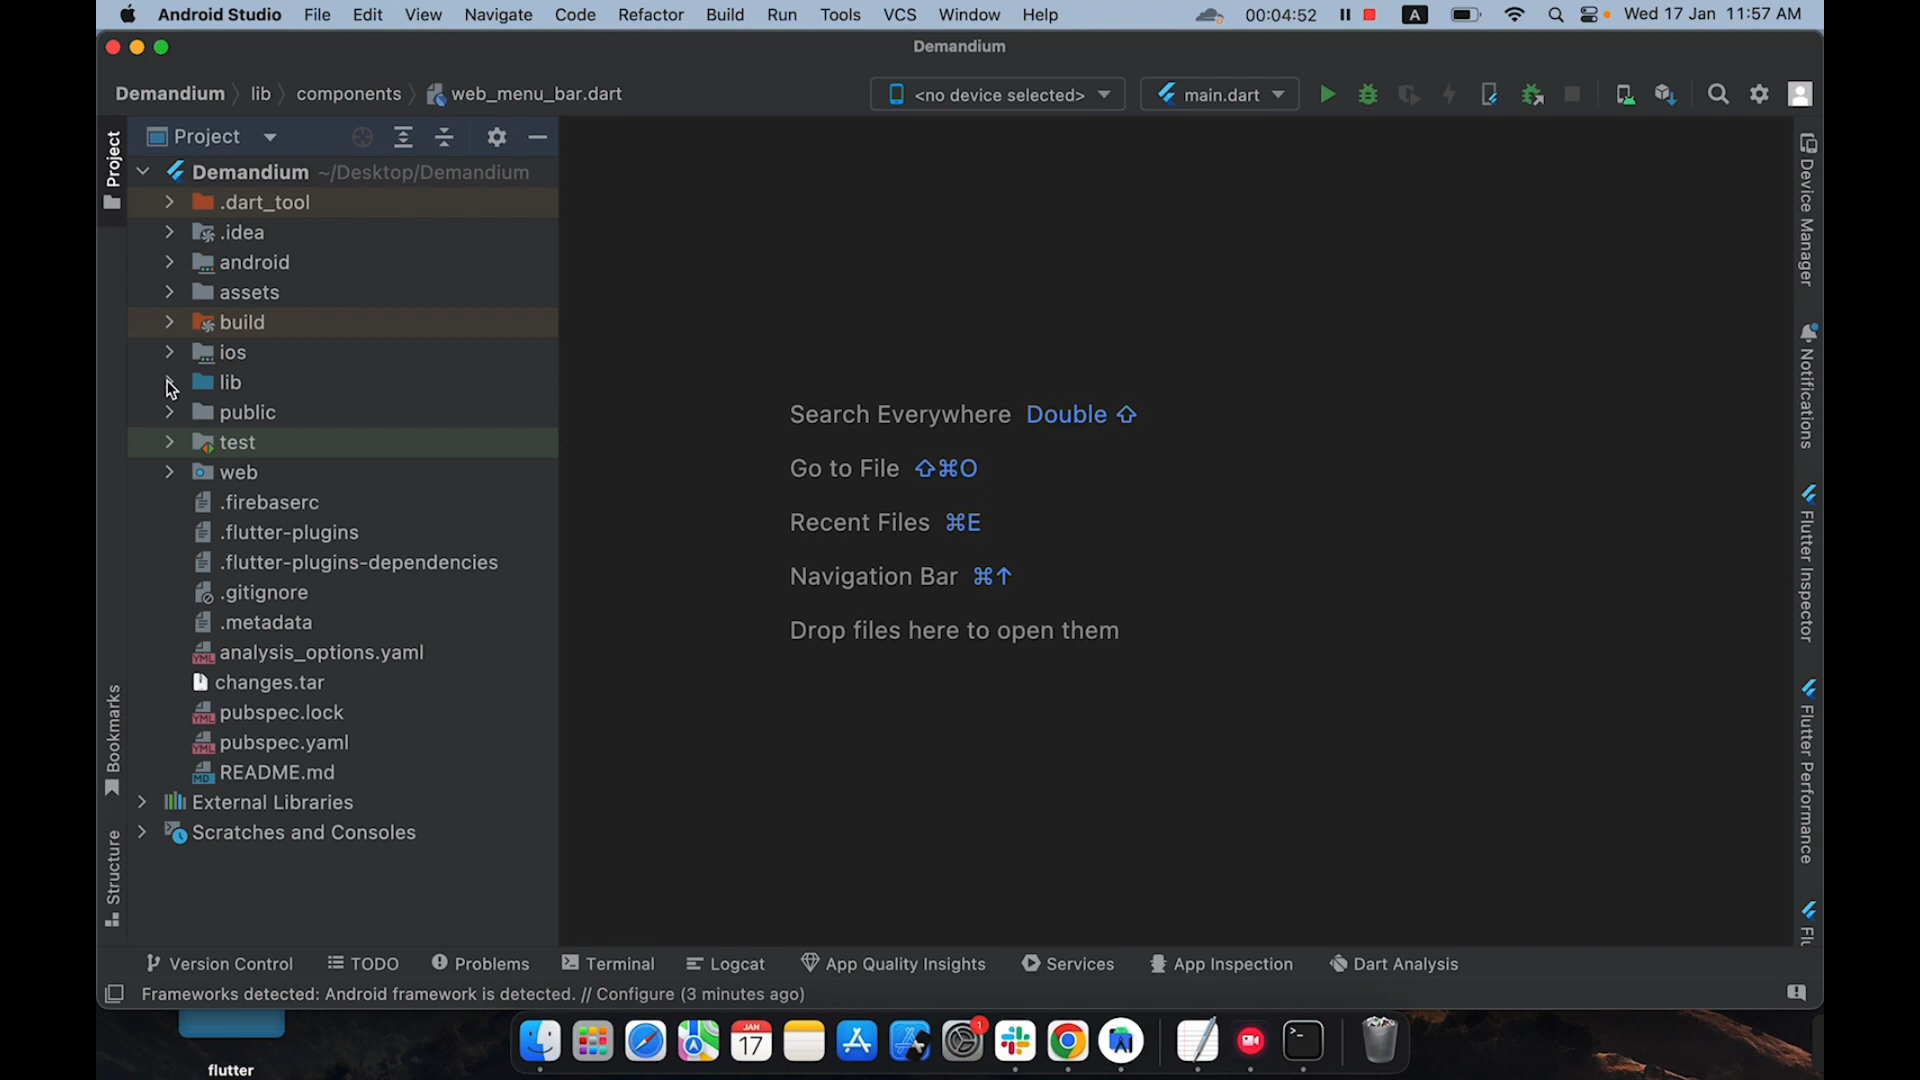 Android Studio File Edit View Navigate Code Refactor Build Run Tools VCS Window Help 00:04:52 A Wed 17 Jan 11:57 AM
Demandium
Demandium lib components web_menu_bar.dart <no device selected> main.dart
Project
Project
Demandium ~/Desktop/Demandium
.dart_tool
.idea
android
assets
build
ios
lib
public
test
web
.firebaserc
.flutter-plugins
.flutter-plugins-dependencies
.gitignore
.metadata
analysis_options.yaml
changes.tar
pubspec.lock
pubspec.yaml
README.md
External Libraries
Scratches and Consoles
Bookmarks
Structure
Search Everywhere Double ⇧
Go to File ⇧⌘O
Recent Files ⌘E
Navigation Bar ⌘↑
Drop files here to open them
Device Manager
Notifications
Flutter Inspector
Flutter Performance
Version Control TODO Problems Terminal Logcat App Quality Insights Services App Inspection Dart Analysis
Frameworks detected: Android framework is detected. // Configure (3 minutes ago)
JAN
17
1
flutter